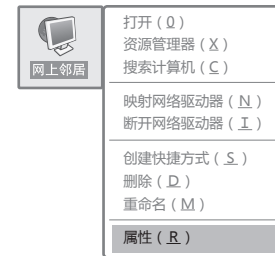 网上邻居
打开（0）
资源管理器（X）
搜索计算机（C）
映射网络驱动器（N）
断开网络驱动器（I）
创建快捷方式（S）
删除（D）
重命名（M）
属性（R）